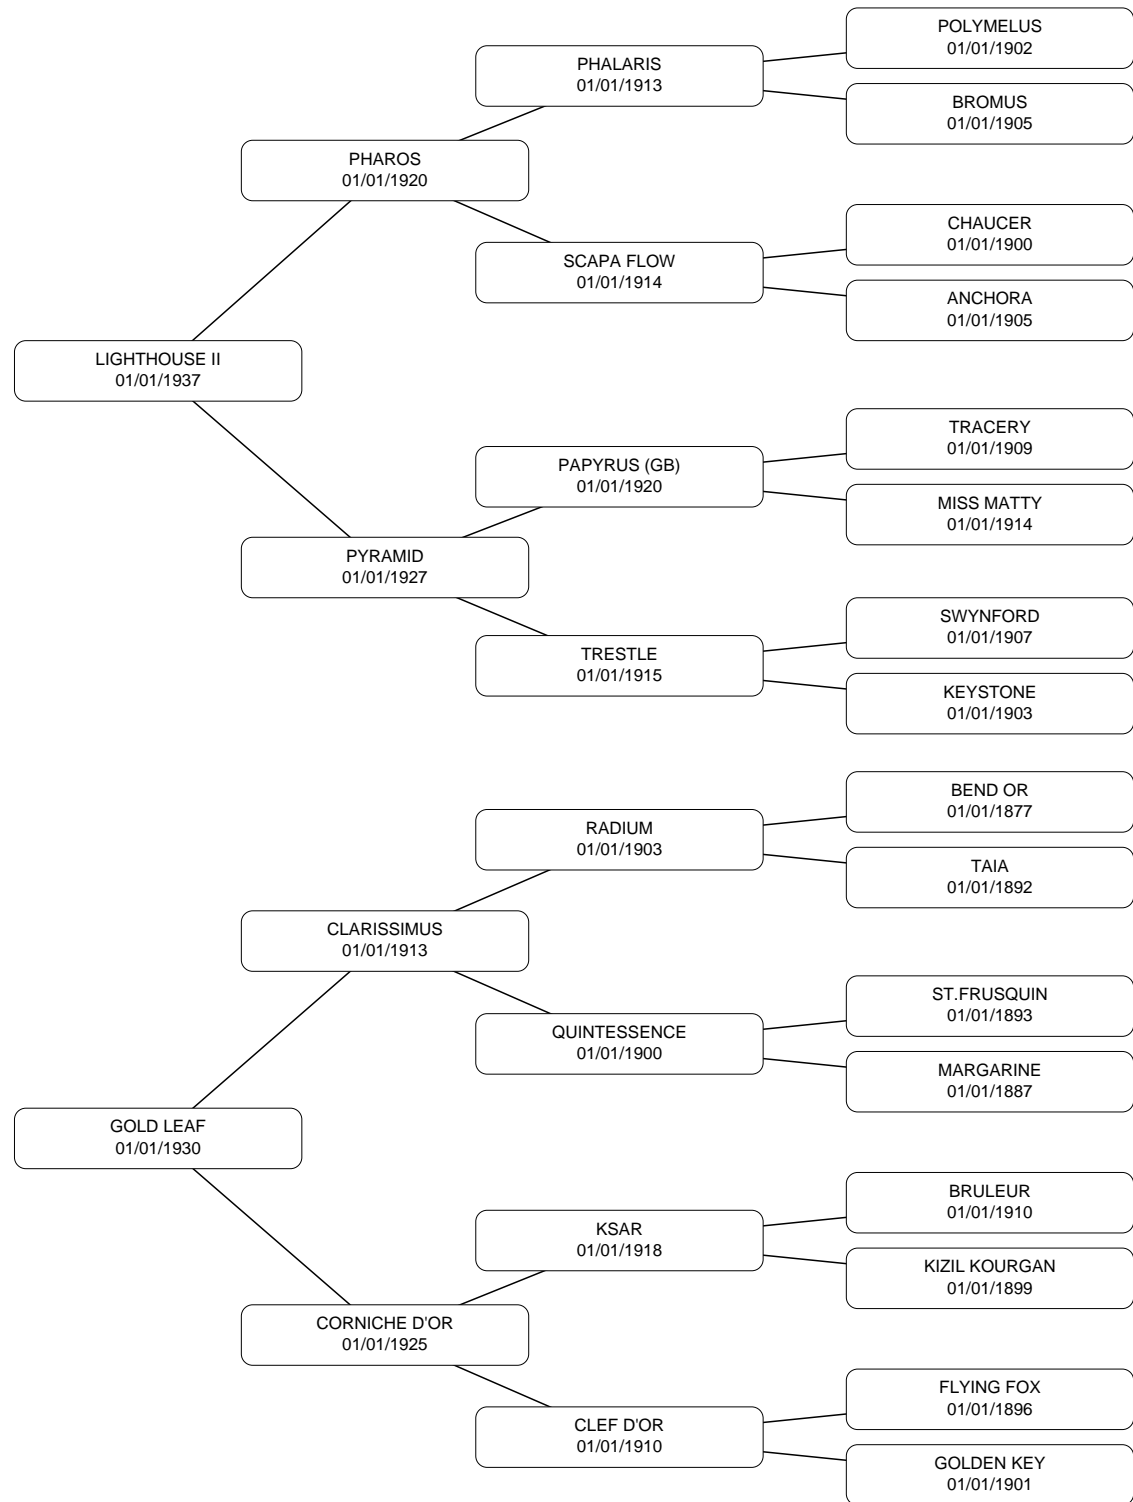 POLYMELUS
01/01/1902
PHALARIS
01/01/1913
BROMUS
01/01/1905
PHAROS
01/01/1920
CHAUCER
01/01/1900
SCAPA FLOW
01/01/1914
ANCHORA
01/01/1905
LIGHTHOUSE II
01/01/1937
TRACERY
01/01/1909
PAPYRUS (GB)
01/01/1920
MISS MATTY
01/01/1914
PYRAMID
01/01/1927
SWYNFORD
01/01/1907
TRESTLE
01/01/1915
KEYSTONE
01/01/1903
BEND OR
01/01/1877
RADIUM
01/01/1903
TAIA
01/01/1892
CLARISSIMUS
01/01/1913
ST.FRUSQUIN
01/01/1893
QUINTESSENCE
01/01/1900
MARGARINE
01/01/1887
GOLD LEAF
01/01/1930
BRULEUR
01/01/1910
KSAR
01/01/1918
KIZIL KOURGAN
01/01/1899
CORNICHE D'OR
01/01/1925
FLYING FOX
01/01/1896
CLEF D'OR
01/01/1910
GOLDEN KEY
01/01/1901